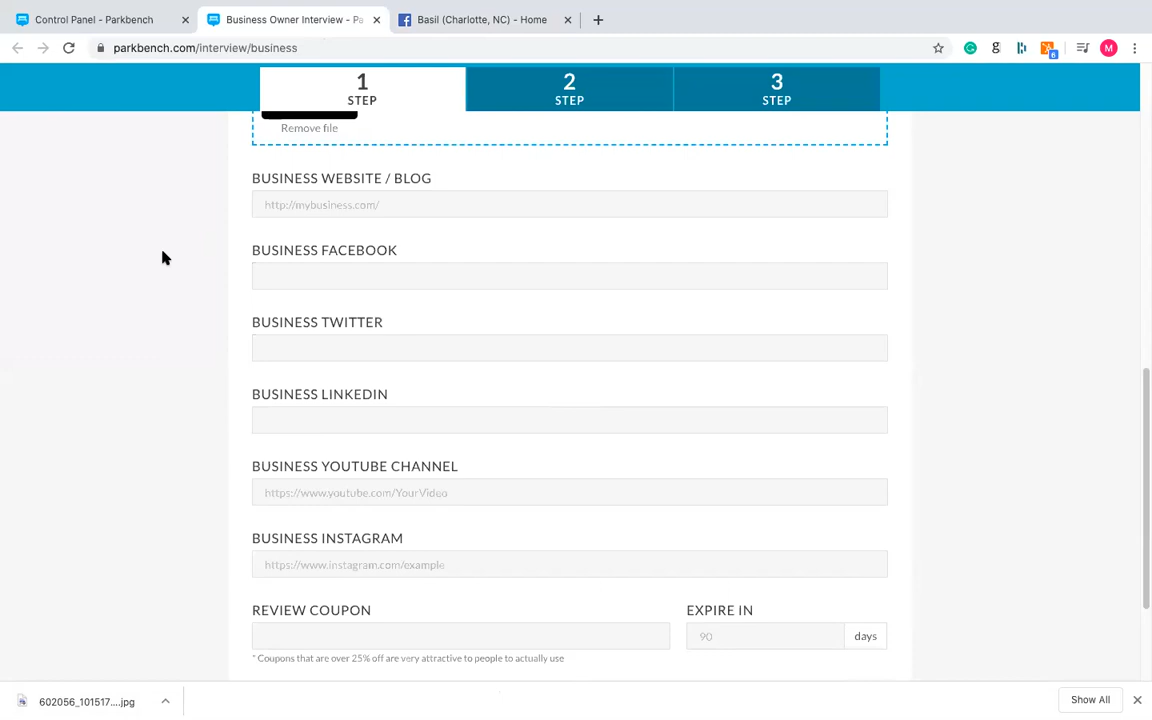 Control Panel - Parkbench
Business Owner Interview - Pa
Basil (Charlotte, NC) - Home
parkbench.com/interview/business
6
M
1
STEP
2
STEP
3
STEP
Remove file
BUSINESS WEBSITE / BLOG
http://mybusiness.com/
BUSINESS FACEBOOK
BUSINESS TWITTER
BUSINESS LINKEDIN
BUSINESS YOUTUBE CHANNEL
https://www.youtube.com/YourVideo
BUSINESS INSTAGRAM
https://www.instagram.com/example
REVIEW COUPON
EXPIRE IN
90
days
* Coupons that are over 25% off are very attractive to people to actually use
602056_101517....jpg
Show All